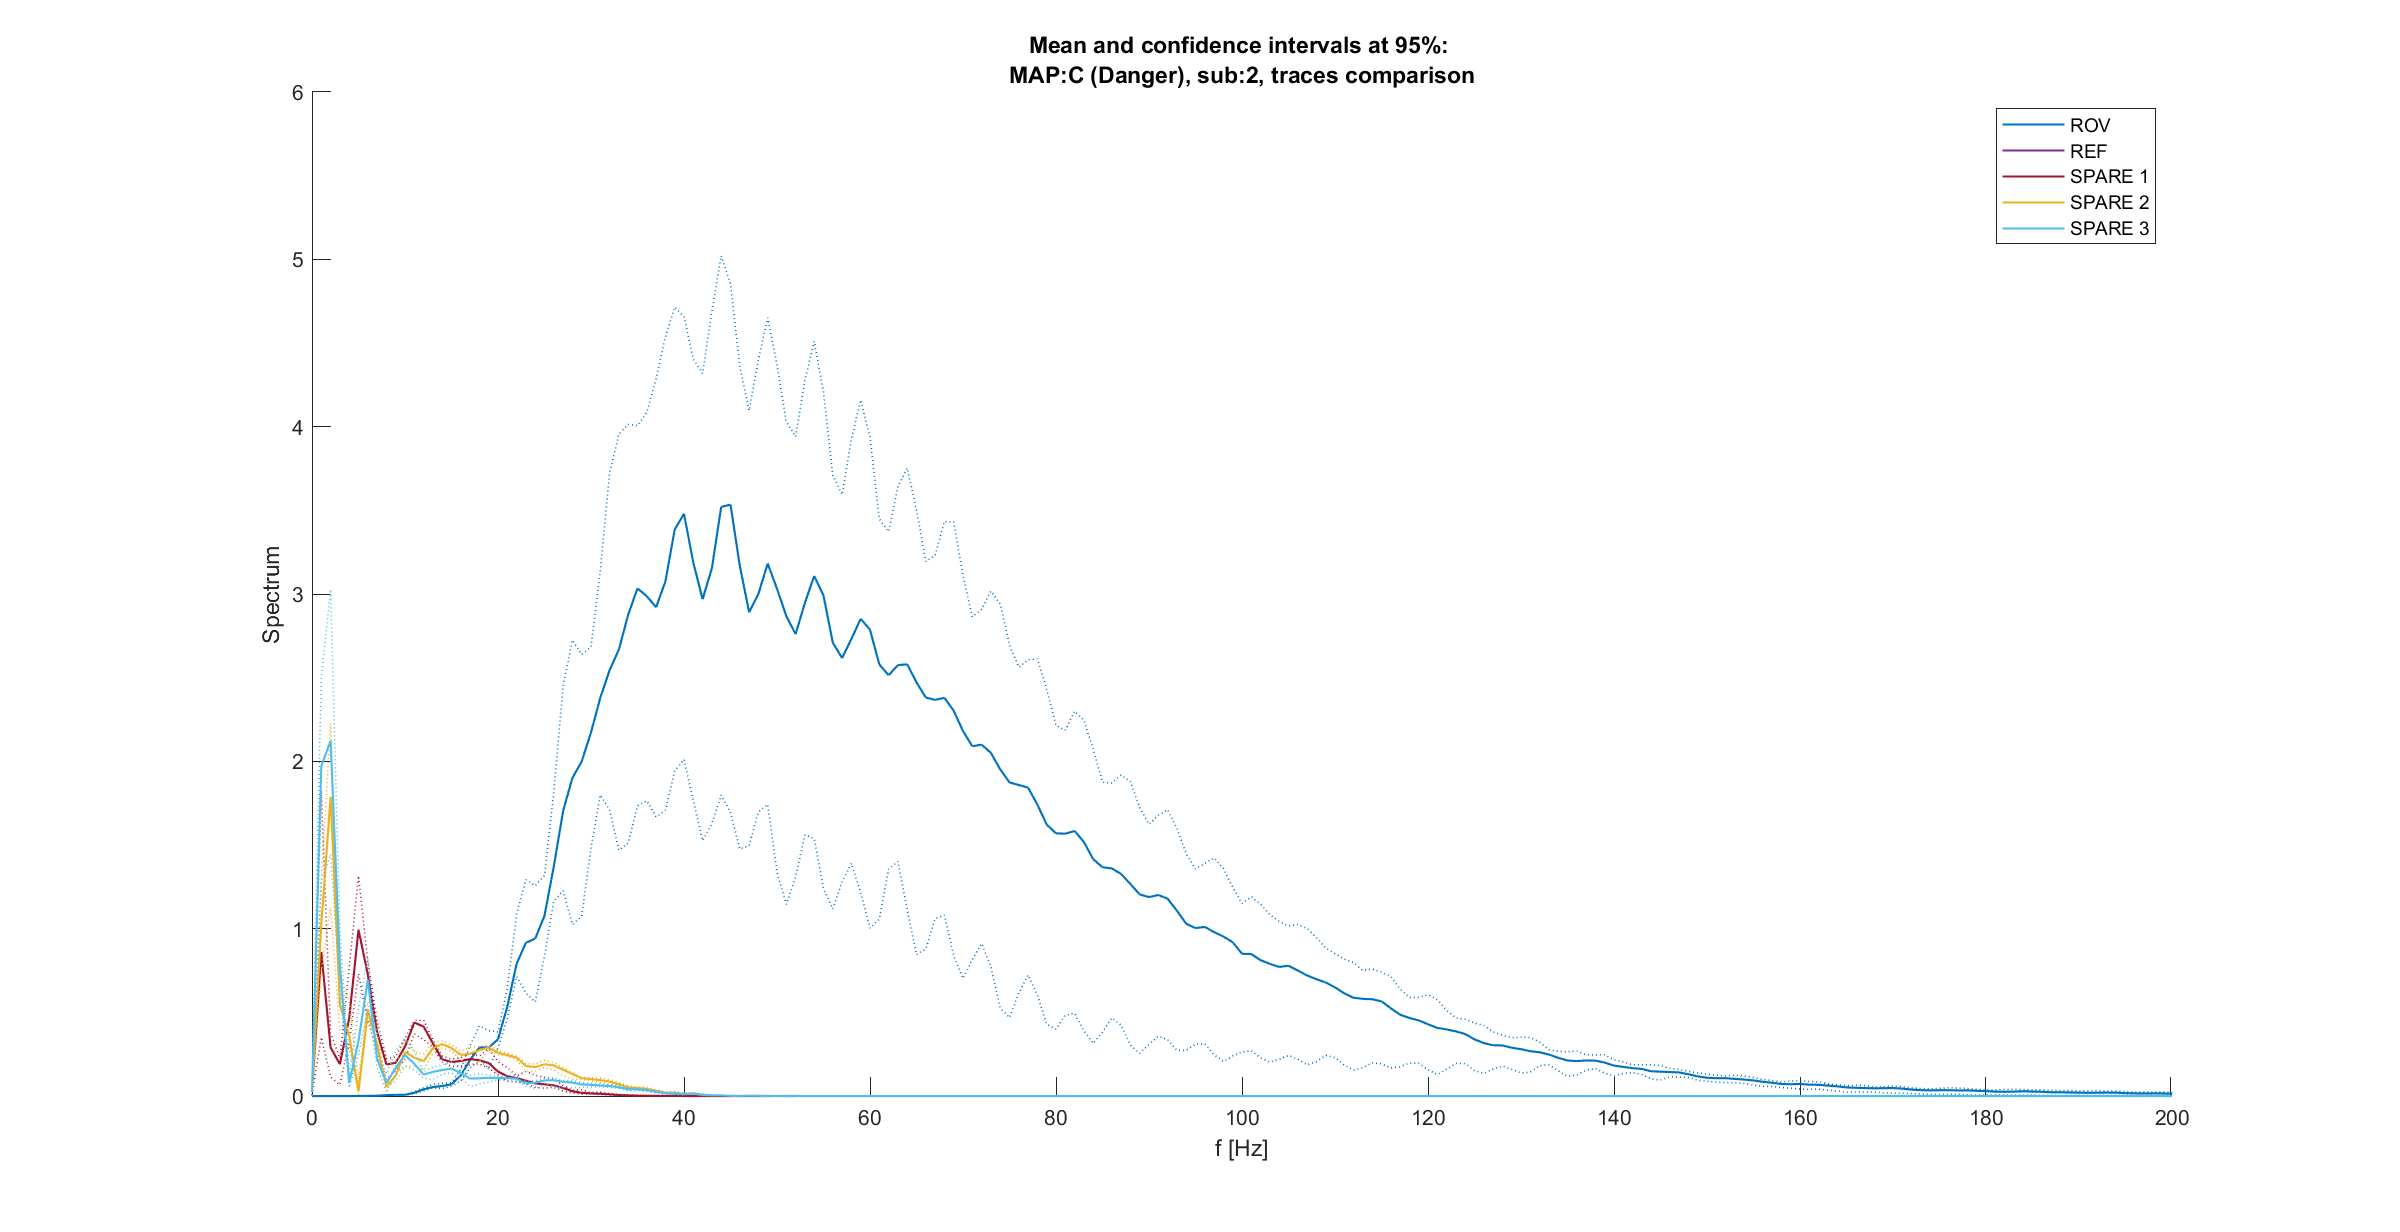 Mean and confidence intervals at 95%:
MAP:C (Danger), sub:2, traces comparison
6
5
4
3
2
1
0
Spectrum
ROV
REF
SPARE 1
SPARE 2
SPARE 3
0 20 40 60 80 100 120 140 160 180 200
f [Hz]